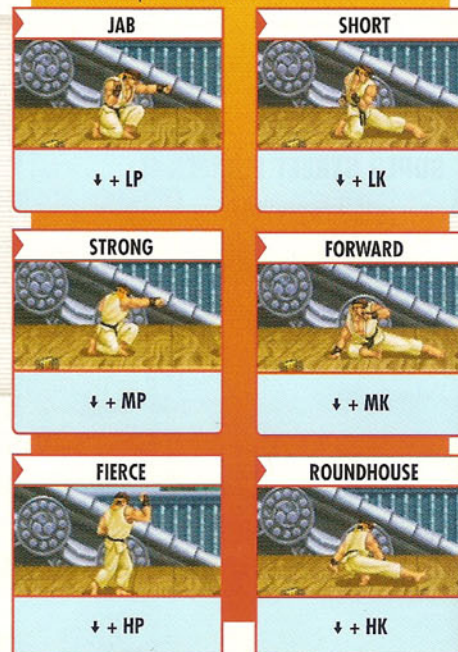 JAB
↓ + LP
SHORT
↓ + LK
STRONG
↓ + MP
FORWARD
↓ + MK
FIERCE
↓ + HP
ROUNDHOUSE
↓ + HK